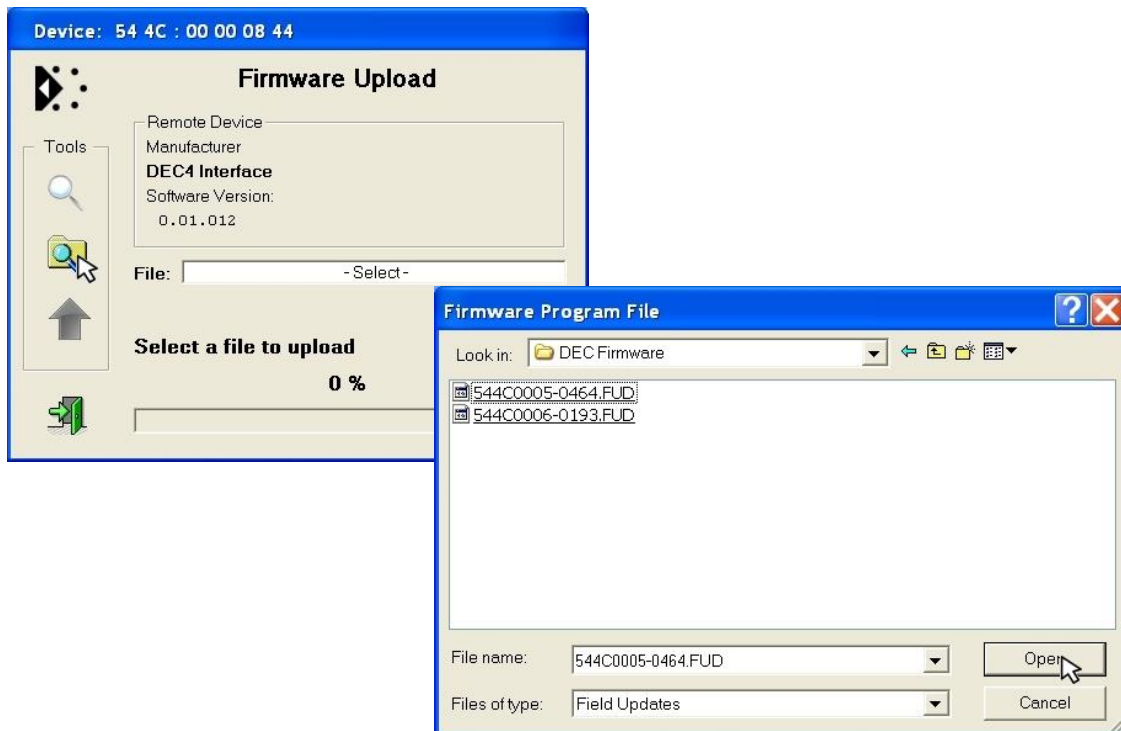 Device: 54 4C : 00 00 08 44
Firmware Upload
Tools
Remote Device
Manufacturer
DEC4 Interface
Software Version:
0.01.012
File: -Select-
Select a file to upload
0 %
Firmware Program File
Look in: DEC Firmware
544C0005-0464.FUD
544C0006-0193.FUD
File name: 544C0005-0464.FUD Open
Files of type: Field Updates Cancel